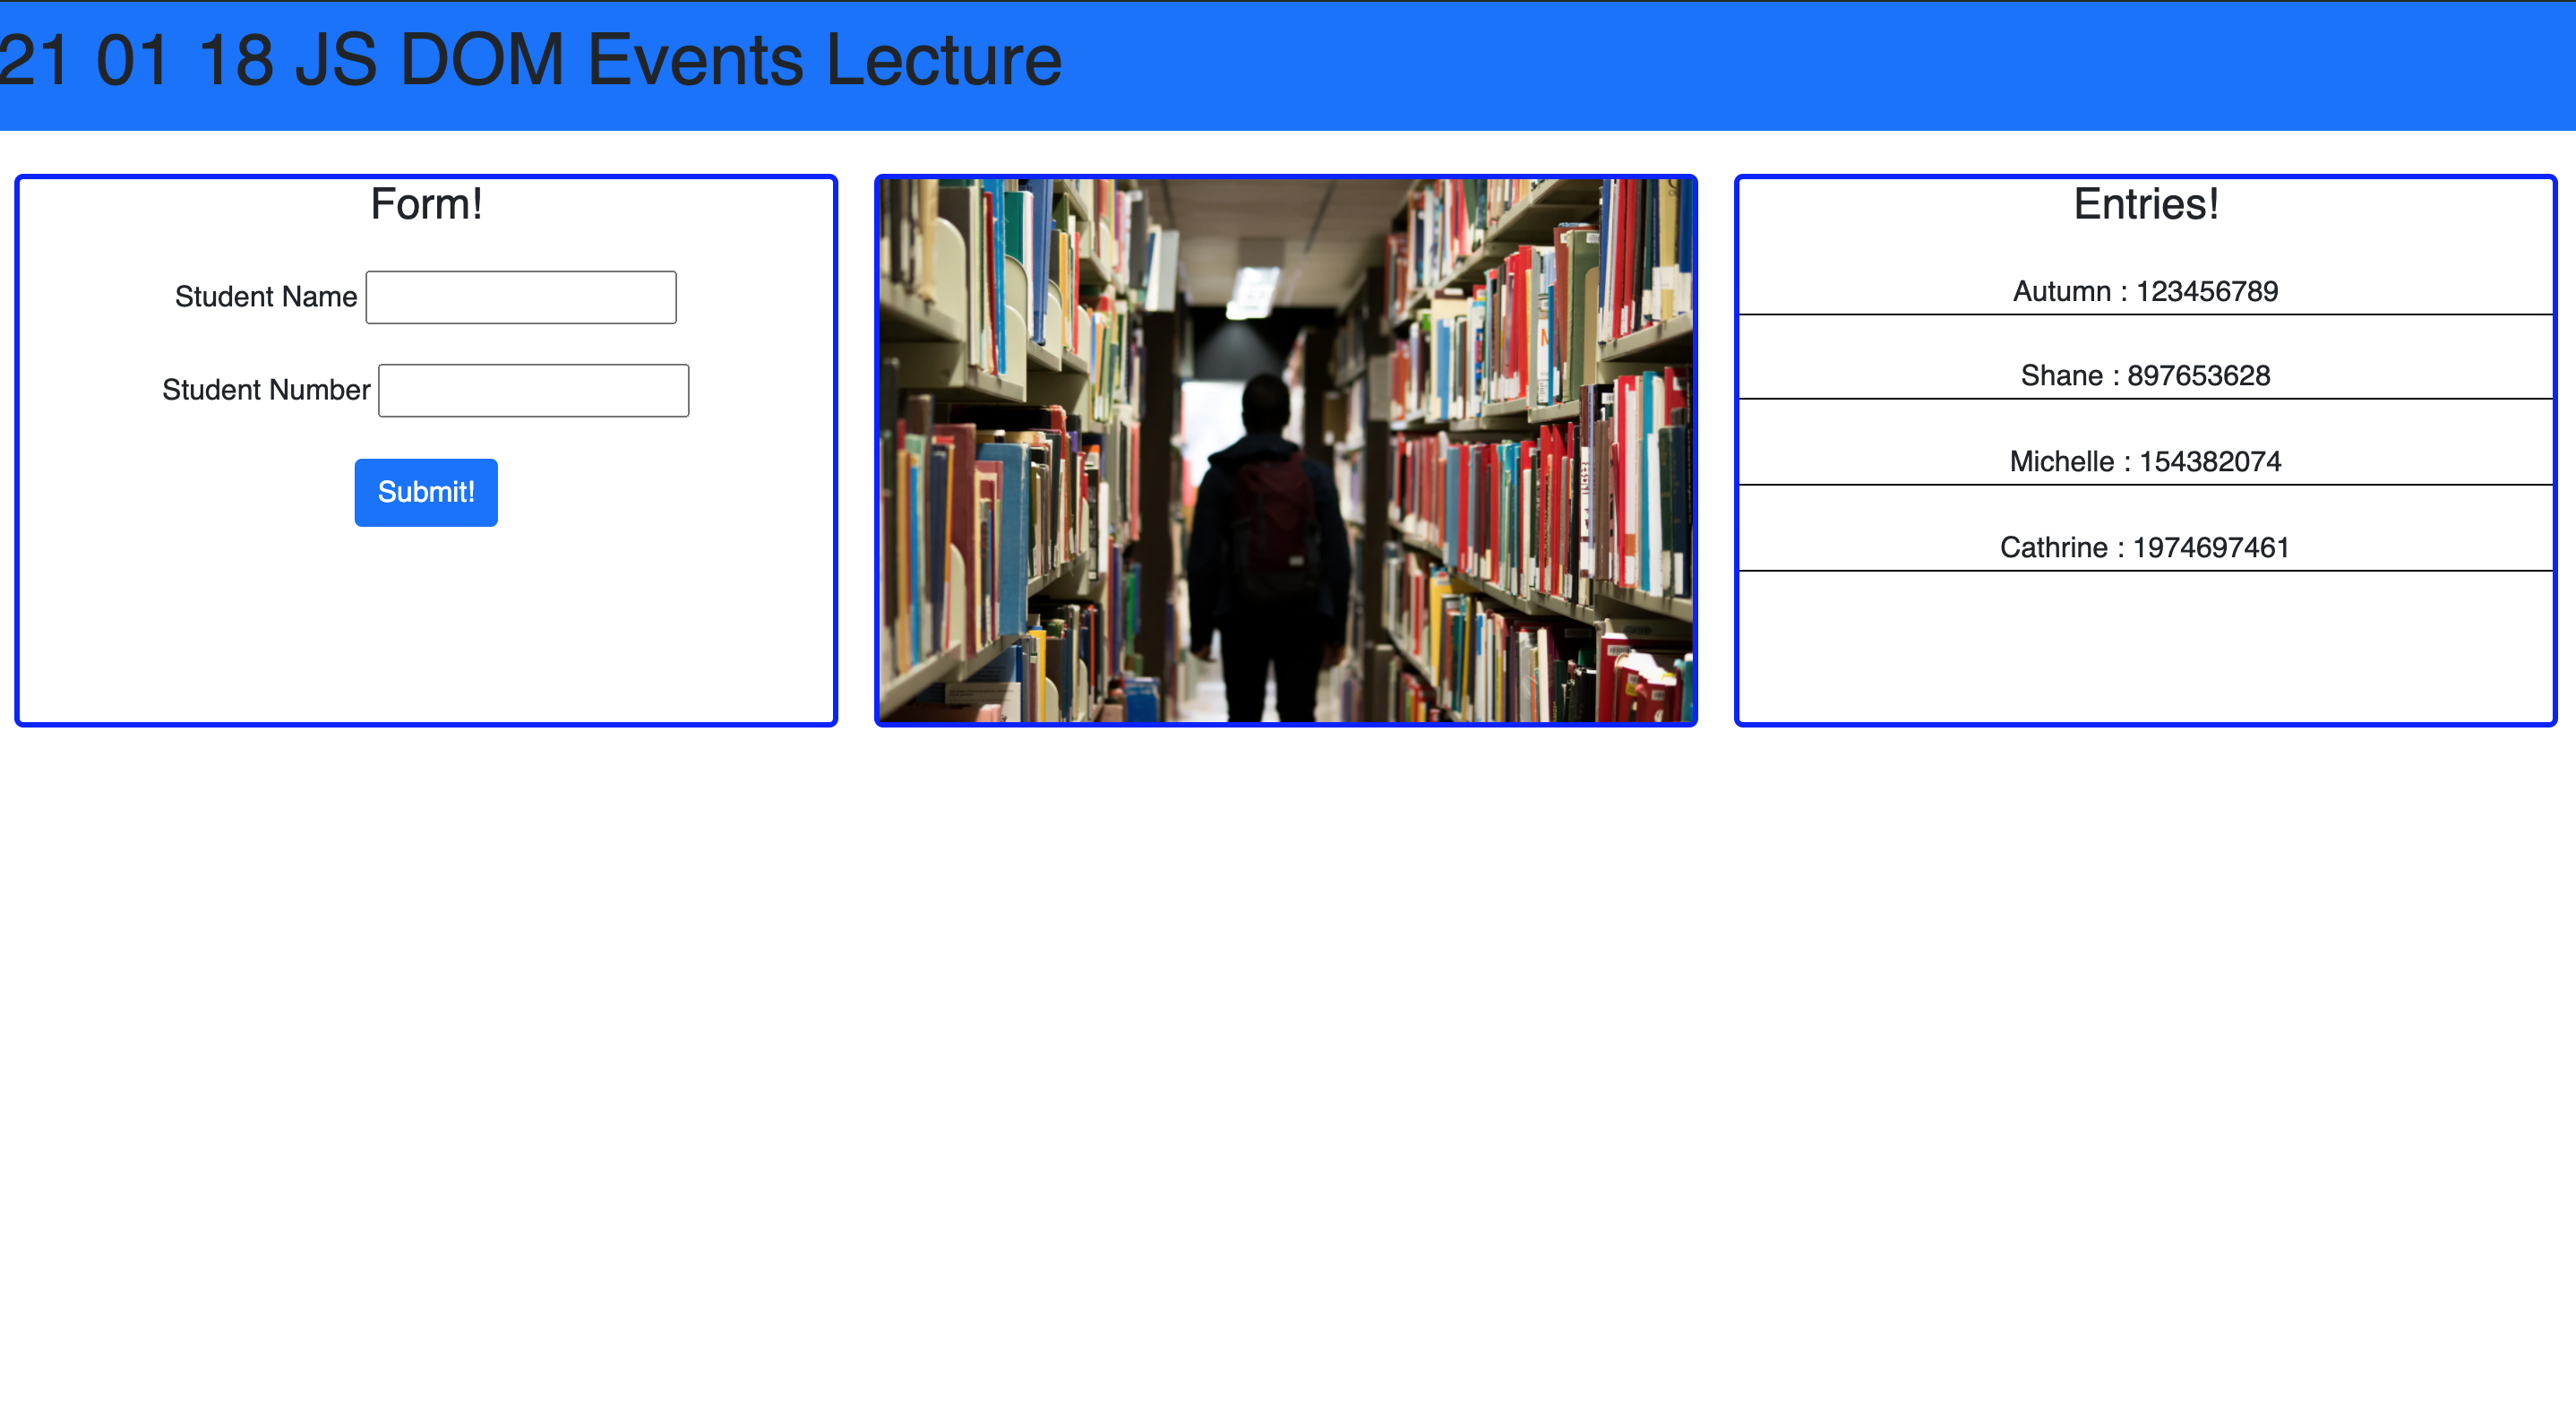 21 01 18 JS DOM Events Lecture
Form!
Student Name
Student Number
Submit!
Entries!
Autumn : 123456789
Shane : 897653628
Michelle : 154382074
Cathrine : 1974697461